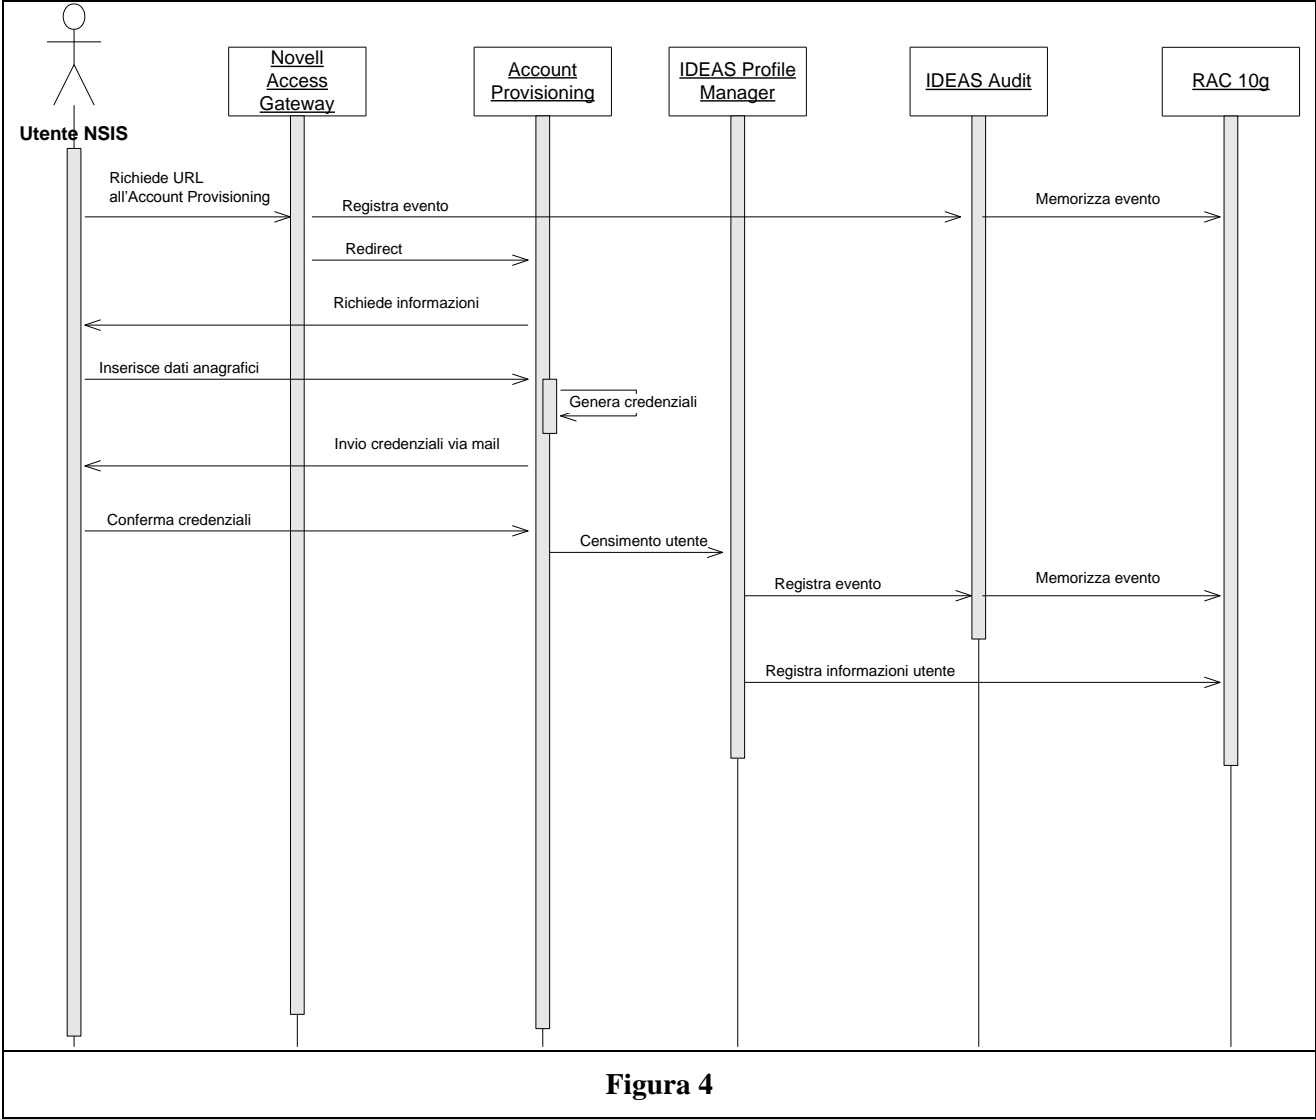 Novell
Access
Gateway
Account
Provisioning
IDEAS Profile
Manager
IDEAS Audit
RAC 10g
Utente NSIS
Richiede URL
all'Account Provisioning
Registra evento
Memorizza evento
Redirect
Richiede informazioni
Inserisce dati anagrafici
Genera credenziali
Invio credenziali via mail
Conferma credenziali
Censimento utente
Registra evento
Memorizza evento
Registra informazioni utente
Figura 4